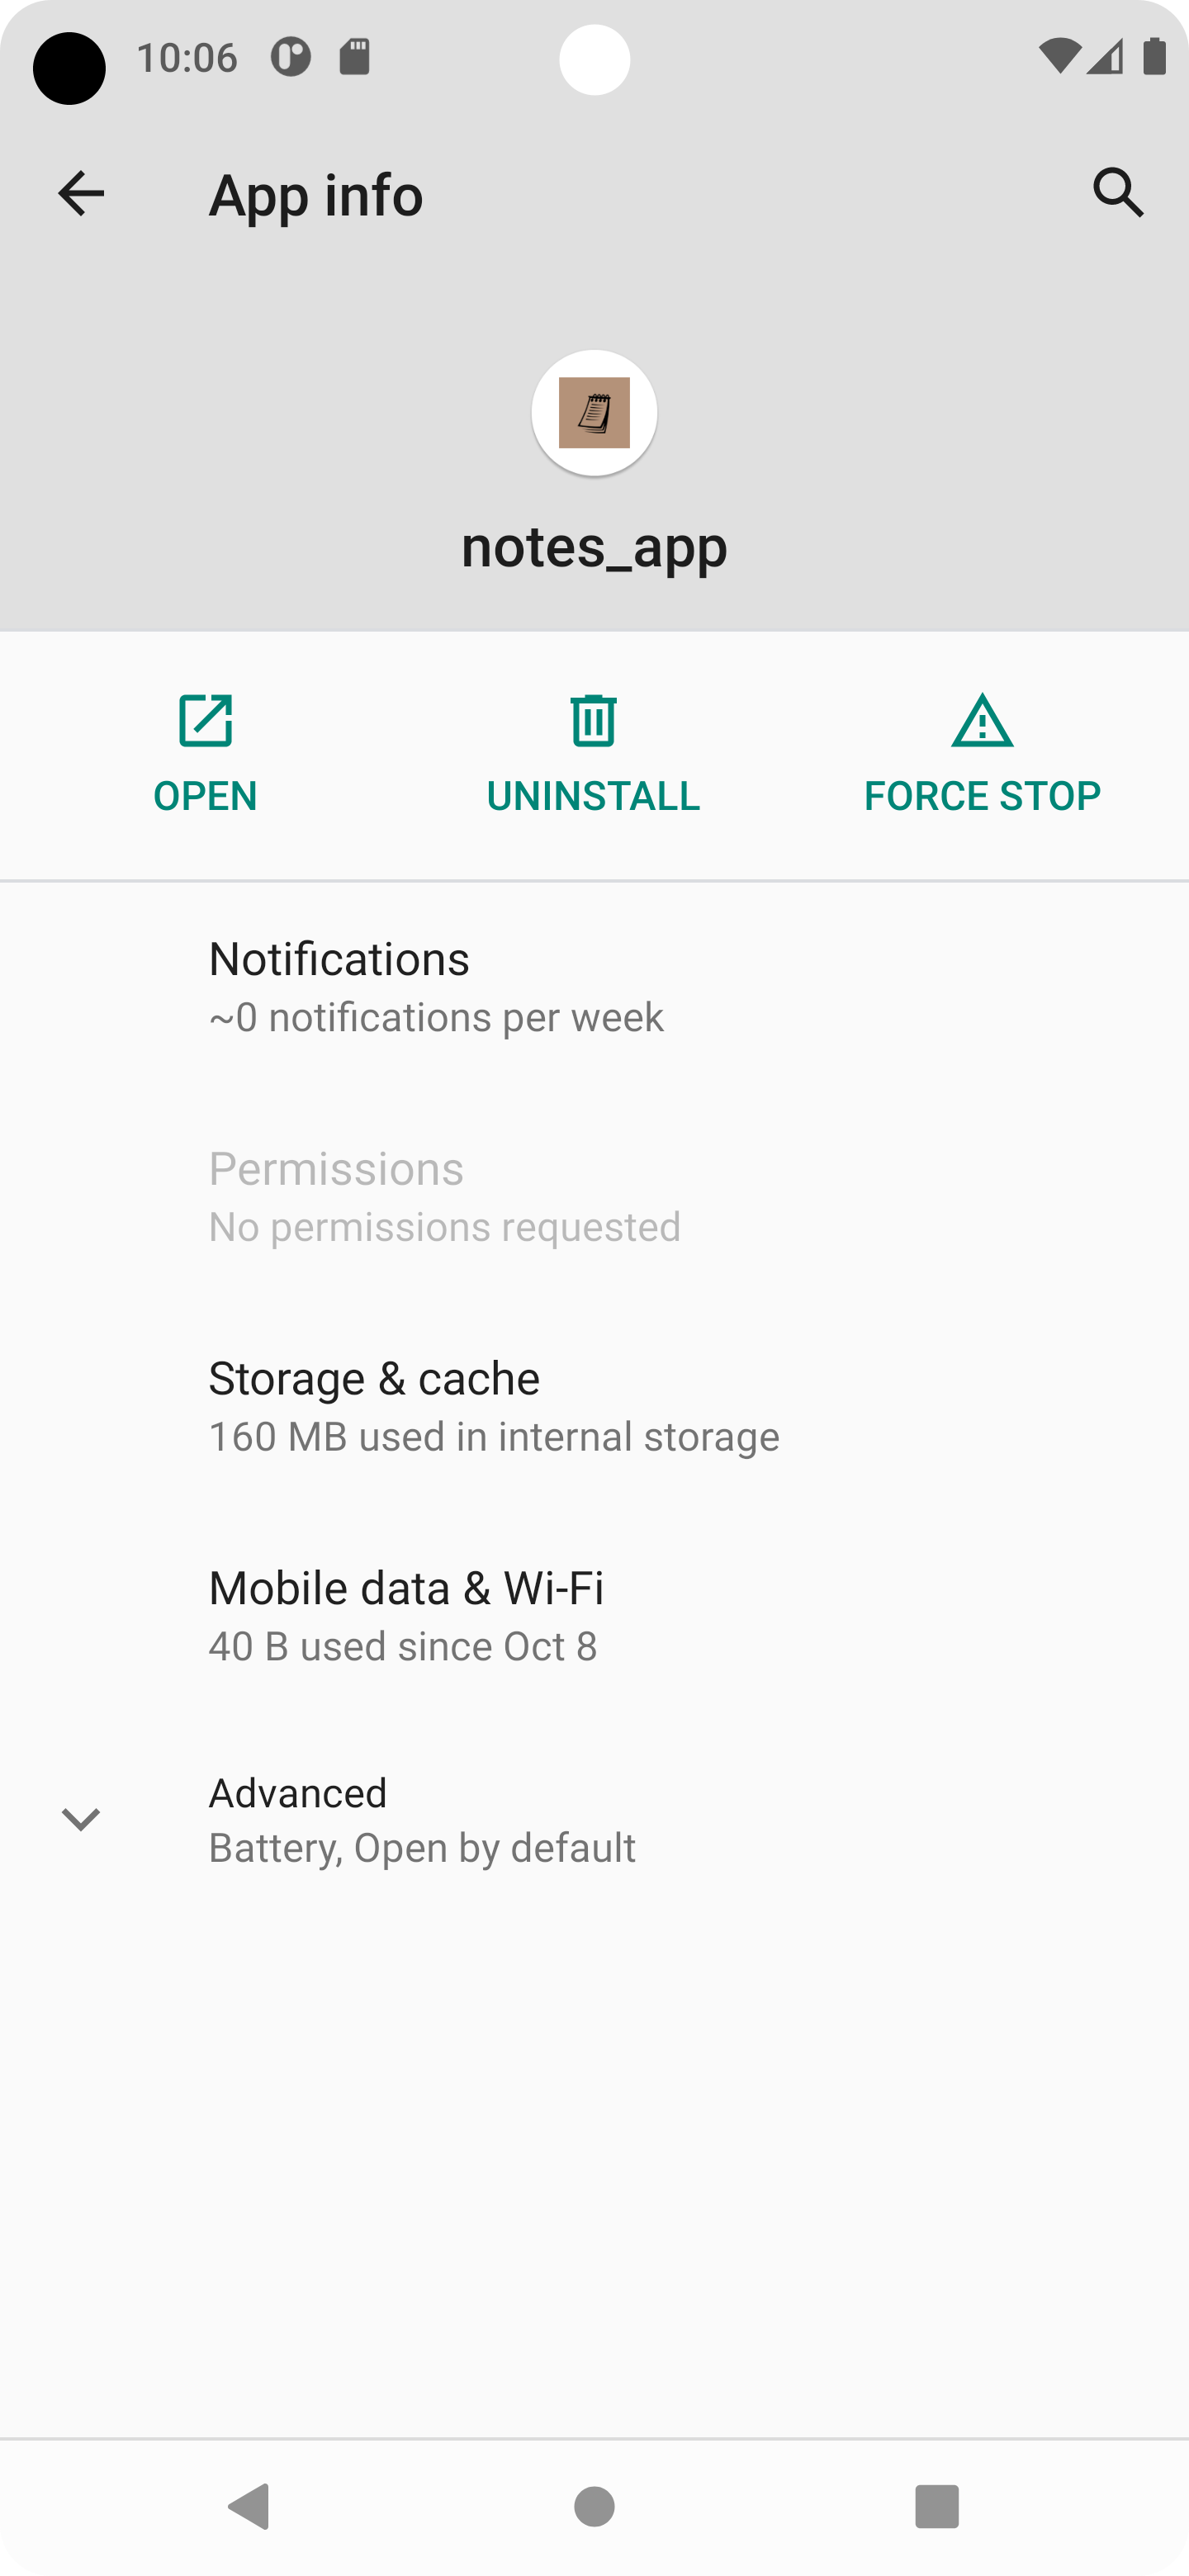 10:06
App info
notes_app
OPEN
UNINSTALL
FORCE STOP
Notifications
~0 notifications per week
Permissions
No permissions requested
Storage & cache
160 MB used in internal storage
Mobile data & Wi-Fi
40 B used since Oct 8
Advanced
Battery, Open by default